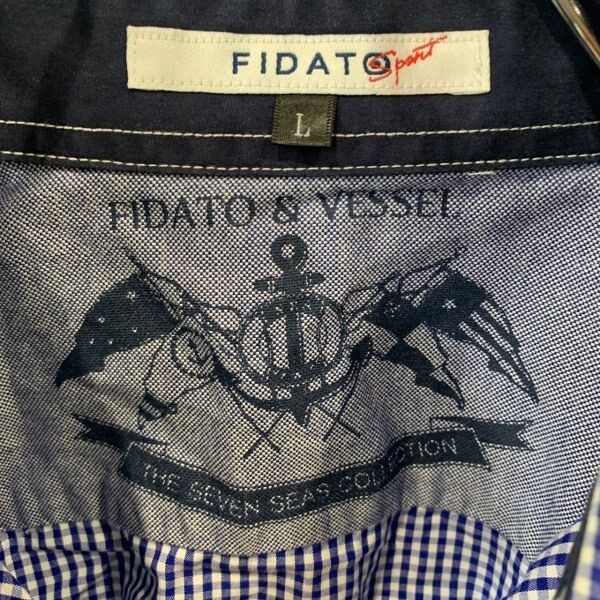 FIDATO Sport
L
FIDATO & VESSEL
THE SEVEN SEAS COLLECTION